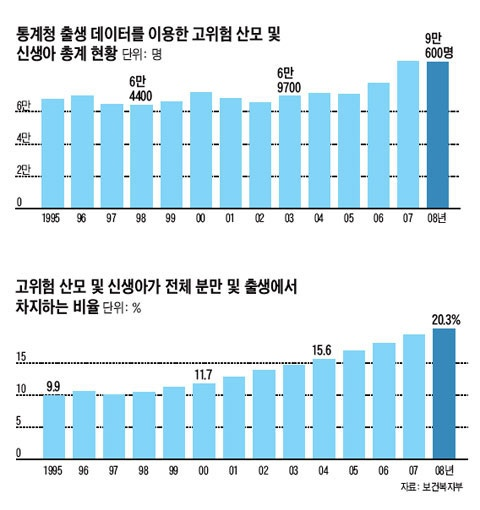 통계청 출생 데이터를 이용한 고위험 산모 및
신생아 총계 현황 단위: 명
9만
600명
6만
4400
6만
9700
6만
4만
2만
0
1995 96 97 98 99 00 01 02 03 04 05 06 07 08년
고위험 산모 및 신생아가 전체 분만 및 출생에서
차지하는 비율 단위: %
20.3%
15.6
11.7
9.9
15
10
5
0
1995 96 97 98 99 00 01 02 03 04 05 06 07 08년
자료: 보건복지부